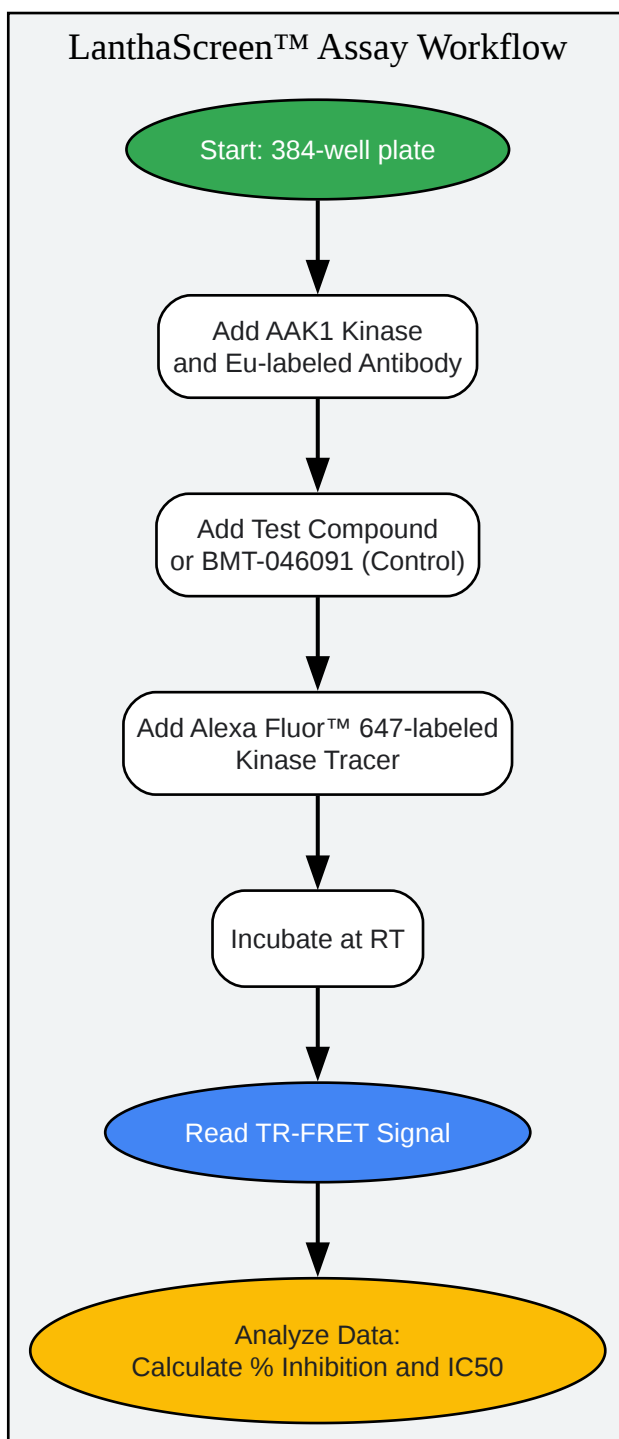 LanthaScreen™ Assay Workflow
Start: 384-well plate
Add AAK1 Kinase
and Eu-labeled Antibody
Add Test Compound
or BMT-046091 (Control)
Add Alexa Fluor™ 647-labeled
Kinase Tracer
Incubate at RT
Read TR-FRET Signal
Analyze Data:
Calculate % Inhibition and IC50